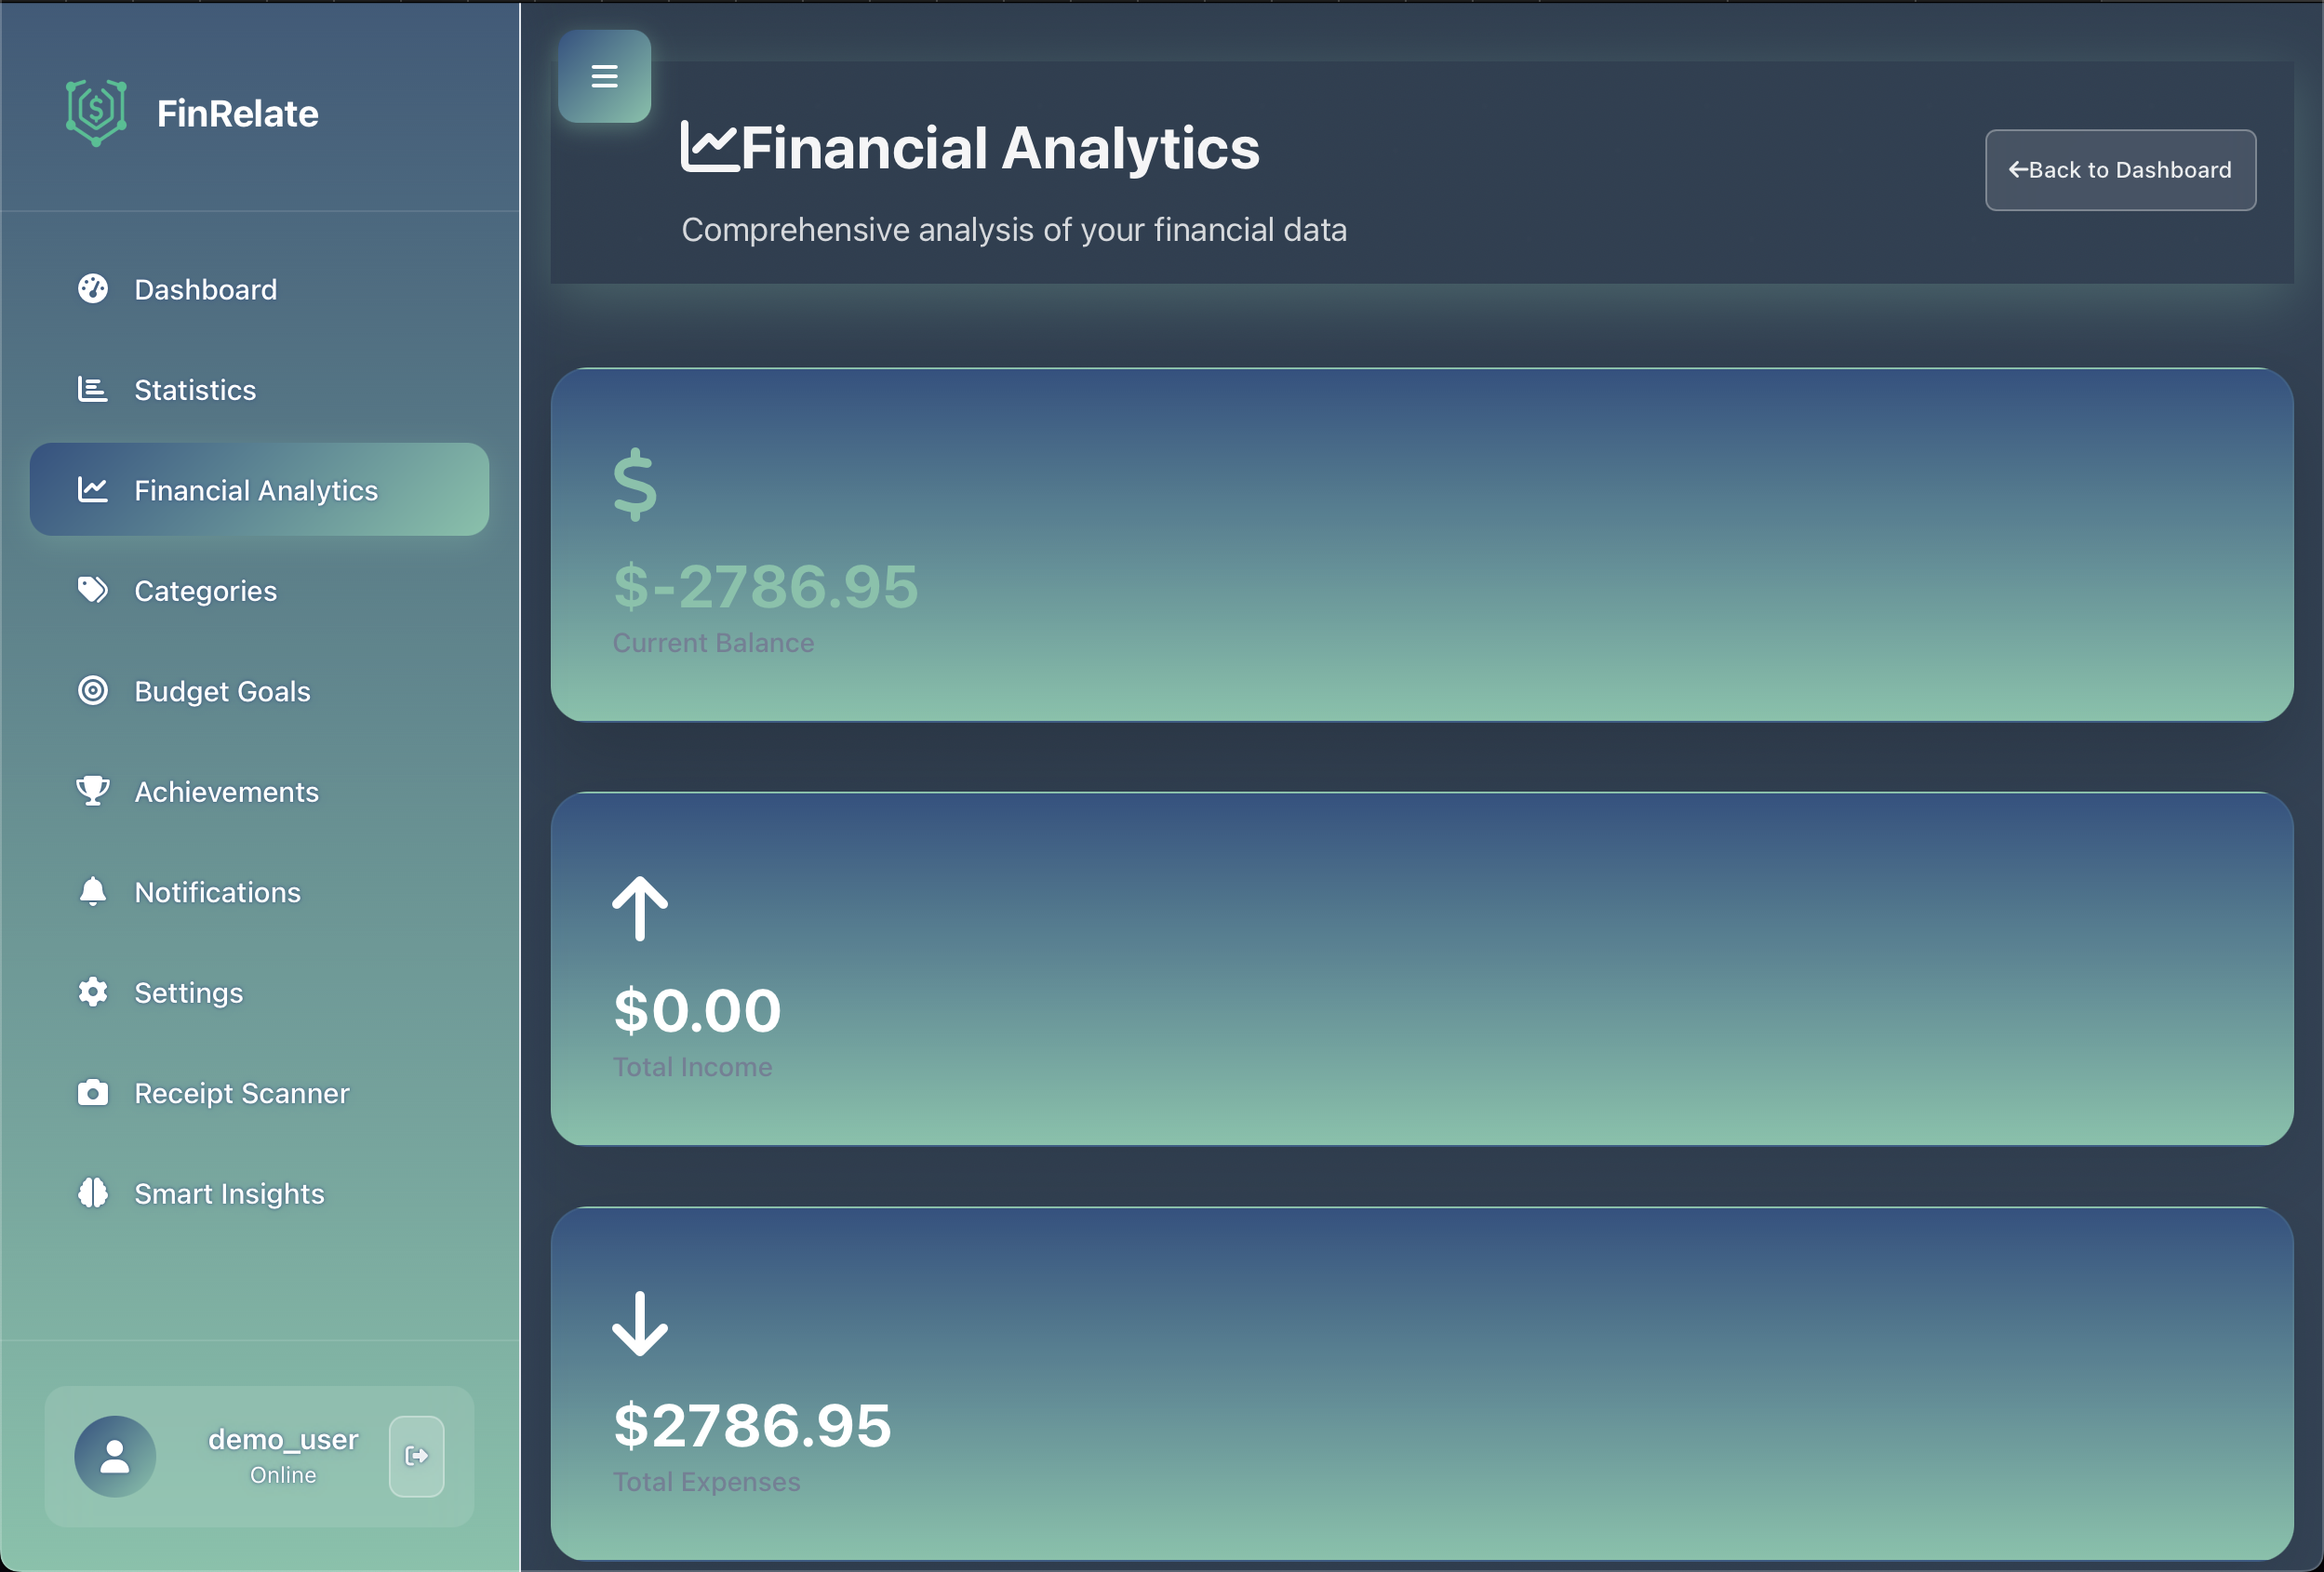 FinRelate
Dashboard
Statistics
Financial Analytics
Categories
Budget Goals
Achievements
Notifications
Settings
Receipt Scanner
Smart Insights
demo_user
Online
Financial Analytics
Comprehensive analysis of your financial data
Back to Dashboard
$-2786.95
Current Balance
$0.00
Total Income
$2786.95
Total Expenses